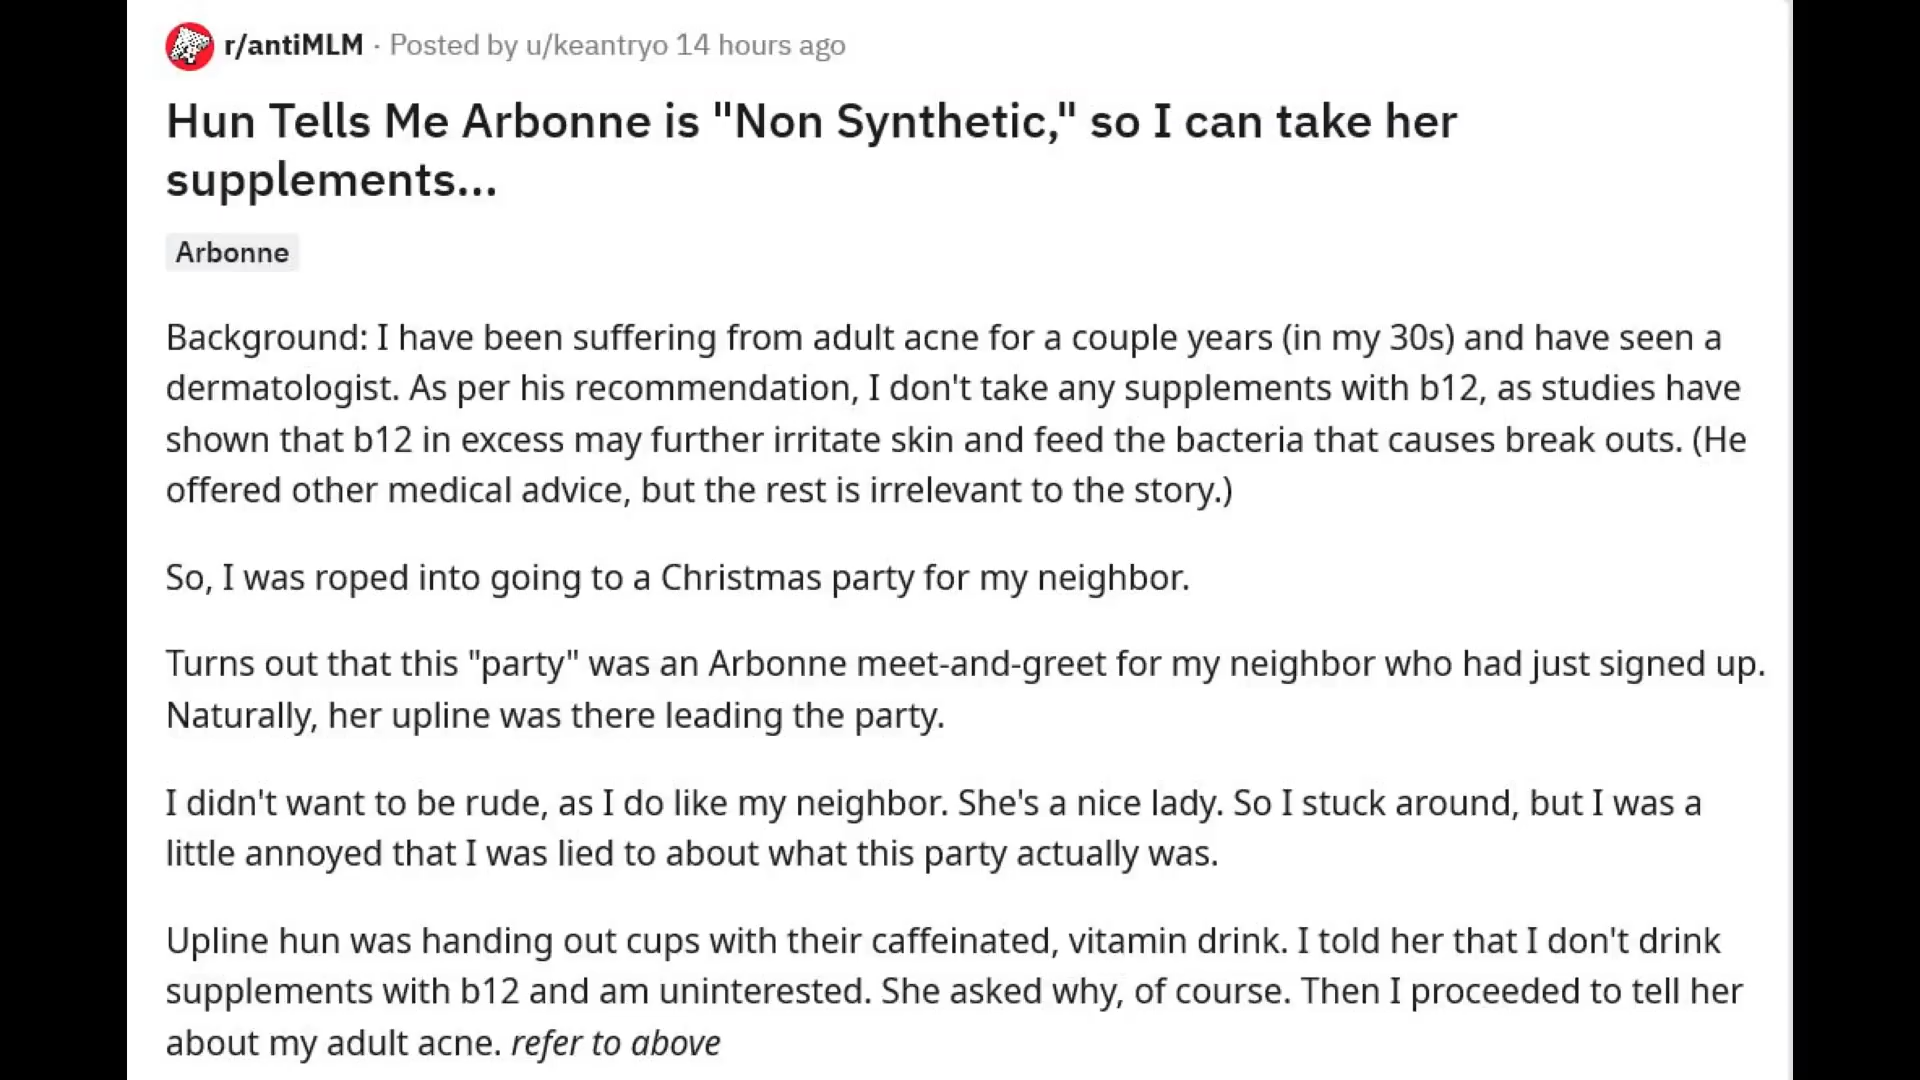 r/antiMLM · Posted by u/keantryo 14 hours ago
Hun Tells Me Arbonne is "Non Synthetic," so I can take her
supplements...
Arbonne
Background: I have been suffering from adult acne for a couple years (in my 30s) and have seen a
dermatologist. As per his recommendation, I don't take any supplements with b12, as studies have
shown that b12 in excess may further irritate skin and feed the bacteria that causes break outs. (He
offered other medical advice, but the rest is irrelevant to the story.)
So, I was roped into going to a Christmas party for my neighbor.
Turns out that this "party" was an Arbonne meet-and-greet for my neighbor who had just signed up.
Naturally, her upline was there leading the party.
I didn't want to be rude, as I do like my neighbor. She's a nice lady. So I stuck around, but I was a
little annoyed that I was lied to about what this party actually was.
Upline hun was handing out cups with their caffeinated, vitamin drink. I told her that I don't drink
supplements with b12 and am uninterested. She asked why, of course. Then I proceeded to tell her
about my adult acne. refer to above